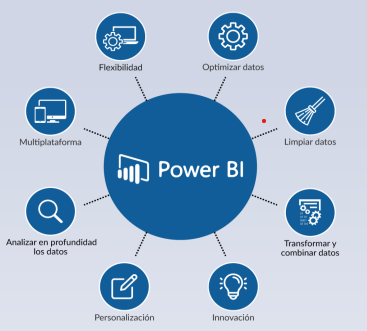 Flexibilidad
Optimizar datos
Multiplataforma
Limpiar datos
Power BI
Analizar en profundidad
los datos
Transformar y
combinar datos
Personalización
Innovación